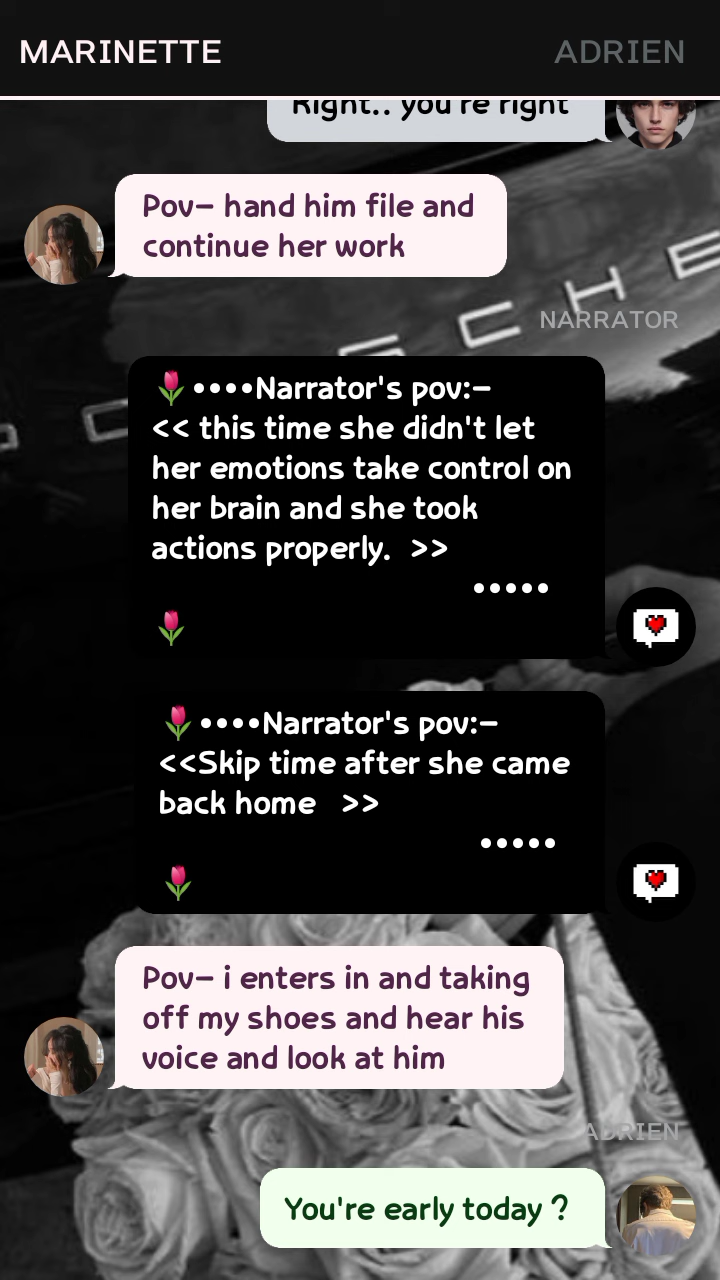 MARINETTE
ADRIEN
Right.. you're right
Pov– hand him file and
continue her work
S C H E
NARRATOR
🌷••••Narrator's pov:–
<< this time she didn't let
her emotions take control on
her brain and she took
actions properly.  >>
•••••
🌷
🌷••••Narrator's pov:–
<<Skip time after she came
back home   >>
•••••
🌷
Pov– i enters in and taking
off my shoes and hear his
voice and look at him
ADRIEN
You're early today ?